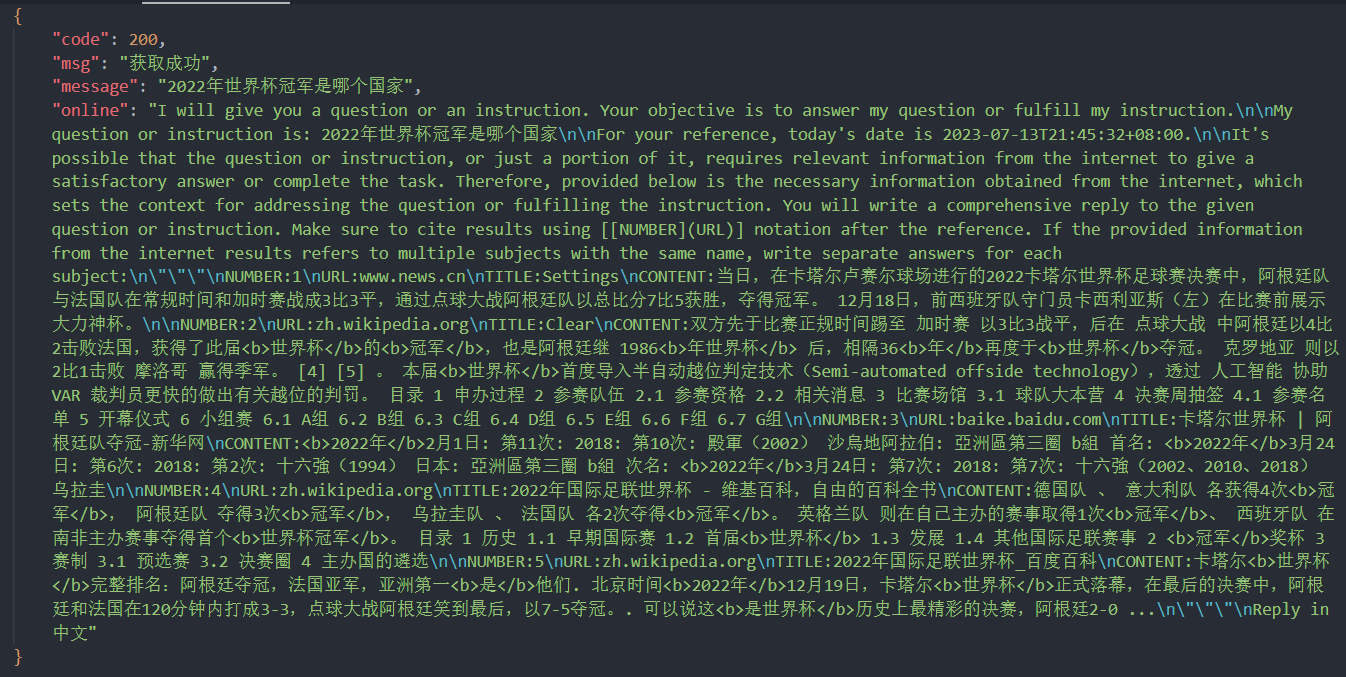 {
"code": 200,
"msg": "获取成功",
"message": "2022年世界杯冠军是哪个国家",
"online": "I will give you a question or an instruction. Your objective is to answer my question or fulfill my instruction.\n\nMy
question or instruction is: 2022年世界杯冠军是哪个国家\n\nFor your reference, today's date is 2023-07-13T21:45:32+08:00.\n\nIt's
possible that the question or instruction, or just a portion of it, requires relevant information from the internet to give a
satisfactory answer or complete the task. Therefore, provided below is the necessary information obtained from the internet, which
sets the context for addressing the question or fulfilling the instruction. You will write a comprehensive reply to the given
question or instruction. Make sure to cite results using [[NUMBER](URL)] notation after the reference. If the provided information
from the internet results refers to multiple subjects with the same name, write separate answers for each
subject:\n\"\"\"\nNUMBER:1\nURL:www.news.cn\nTITLE:Settings\nCONTENT:当日，在卡塔尔卢赛尔球场进行的2022卡塔尔世界杯足球赛决赛中，阿根廷队
与法国队在常规时间和加时赛战成3比3平，通过点球大战阿根廷队以总比分7比5获胜，夺得冠军。 12月18日，前西班牙队守门员卡西利亚斯（左）在比赛前展示
大力神杯。\n\nNUMBER:2\nURL:zh.wikipedia.org\nTITLE:Clear\nCONTENT:双方先于比赛正规时间踢至 加时赛 以3比3战平，后在 点球大战 中阿根廷以4比
2击败法国，获得了此届<b>世界杯</b>的<b>冠军</b>，也是阿根廷继 1986<b>年世界杯</b> 后，相隔36<b>年</b>再度于<b>世界杯</b>夺冠。 克罗地亚 则以
2比1击败 摩洛哥 赢得季军。 [4] [5] 。 本届<b>世界杯</b>首度导入半自动越位判定技术（Semi-automated offside technology），透过 人工智能 协助
VAR 裁判员更快的做出有关越位的判罚。 目录 1 申办过程 2 参赛队伍 2.1 参赛资格 2.2 相关消息 3 比赛场馆 3.1 球队大本营 4 决赛周抽签 4.1 参赛名
单 5 开幕仪式 6 小组赛 6.1 A组 6.2 B组 6.3 C组 6.4 D组 6.5 E组 6.6 F组 6.7 G组\n\nNUMBER:3\nURL:baike.baidu.com\nTITLE:卡塔尔世界杯 | 阿
根廷队夺冠-新华网\nCONTENT:<b>2022年</b>2月1日: 第11次: 2018: 第10次: 殿軍（2002） 沙烏地阿拉伯: 亞洲區第三圈 b組 首名: <b>2022年</b>3月24
日: 第6次: 2018: 第2次: 十六強（1994） 日本: 亞洲區第三圈 b組 次名: <b>2022年</b>3月24日: 第7次: 2018: 第7次: 十六強（2002、2010、2018）
乌拉圭\n\nNUMBER:4\nURL:zh.wikipedia.org\nTITLE:2022年国际足联世界杯 - 维基百科，自由的百科全书\nCONTENT:德国队 、 意大利队 各获得4次<b>冠
军</b>， 阿根廷队 夺得3次<b>冠军</b>， 乌拉圭队 、 法国队 各2次夺得<b>冠军</b>。 英格兰队 则在自己主办的赛事取得1次<b>冠军</b>、 西班牙队 在
南非主办赛事夺得首个<b>世界杯冠军</b>。 目录 1 历史 1.1 早期国际赛 1.2 首届<b>世界杯</b> 1.3 发展 1.4 其他国际足联赛事 2 <b>冠军</b>奖杯 3
赛制 3.1 预选赛 3.2 决赛圈 4 主办国的遴选\n\nNUMBER:5\nURL:zh.wikipedia.org\nTITLE:2022年国际足联世界杯_百度百科\nCONTENT:卡塔尔<b>世界杯
</b>完整排名：阿根廷夺冠，法国亚军，亚洲第一<b>是</b>他们. 北京时间<b>2022年</b>12月19日，卡塔尔<b>世界杯</b>正式落幕，在最后的决赛中，阿根
廷和法国在120分钟内打成3-3，点球大战阿根廷笑到最后，以7-5夺冠。. 可以说这<b>是世界杯</b>历史上最精彩的决赛，阿根廷2-0 ...\n\"\"\"\nReply in
中文"
}